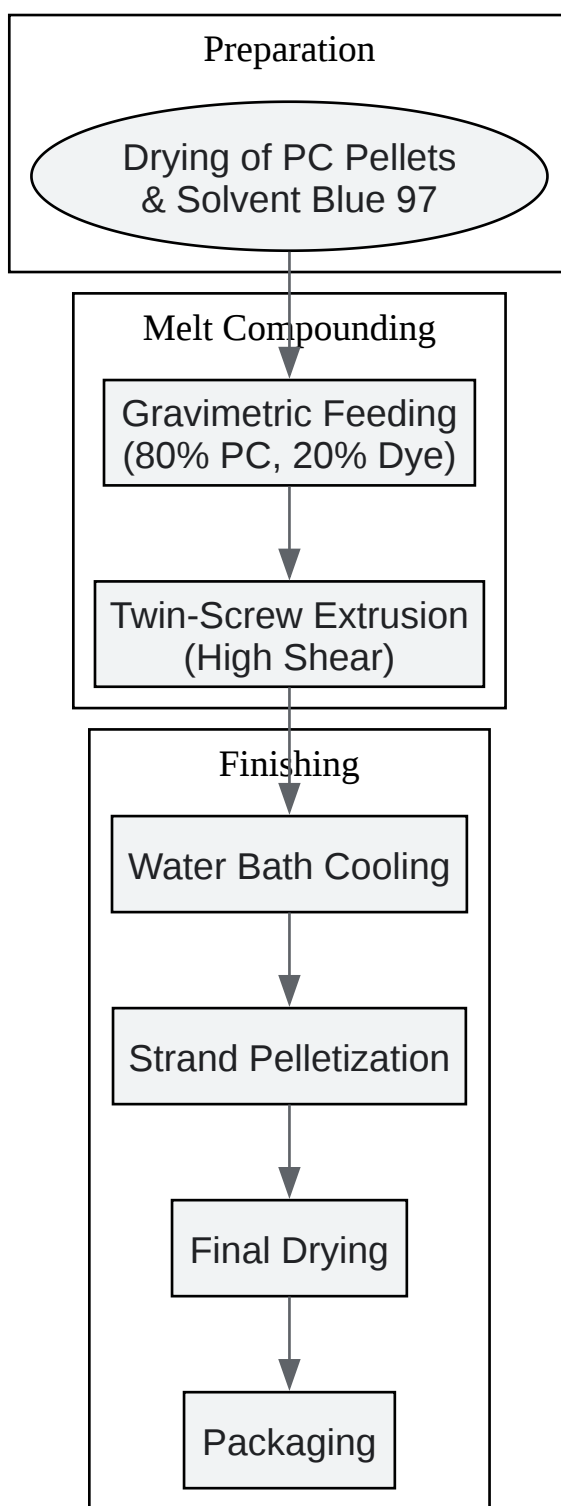 Preparation
Drying of PC Pellets
& Solvent Blue 97
Melt Compounding
Gravimetric Feeding
(80% PC, 20% Dye)
Twin-Screw Extrusion
(High Shear)
Finishing
Water Bath Cooling
Strand Pelletization
Final Drying
Packaging